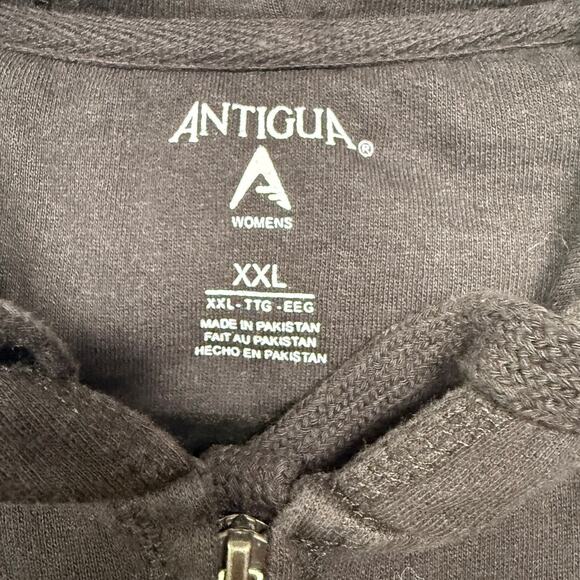 ANTIGUA®
WOMENS
XXL
XXL - TTG - EEG
MADE IN PAKISTAN
FAIT AU PAKISTAN
HECHO EN PAKISTAN